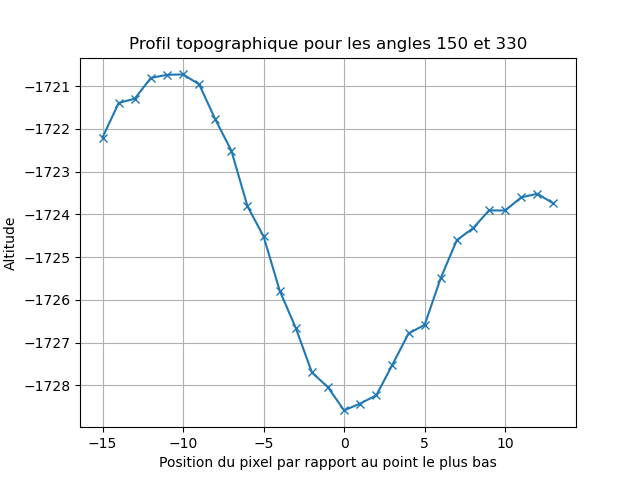 Profil topographique pour les angles 150 et 330
−1721
−1722
−1723
−1724
−1725
−1726
−1727
−1728
Altitude
−15 −10 −5 0 5 10
Position du pixel par rapport au point le plus bas